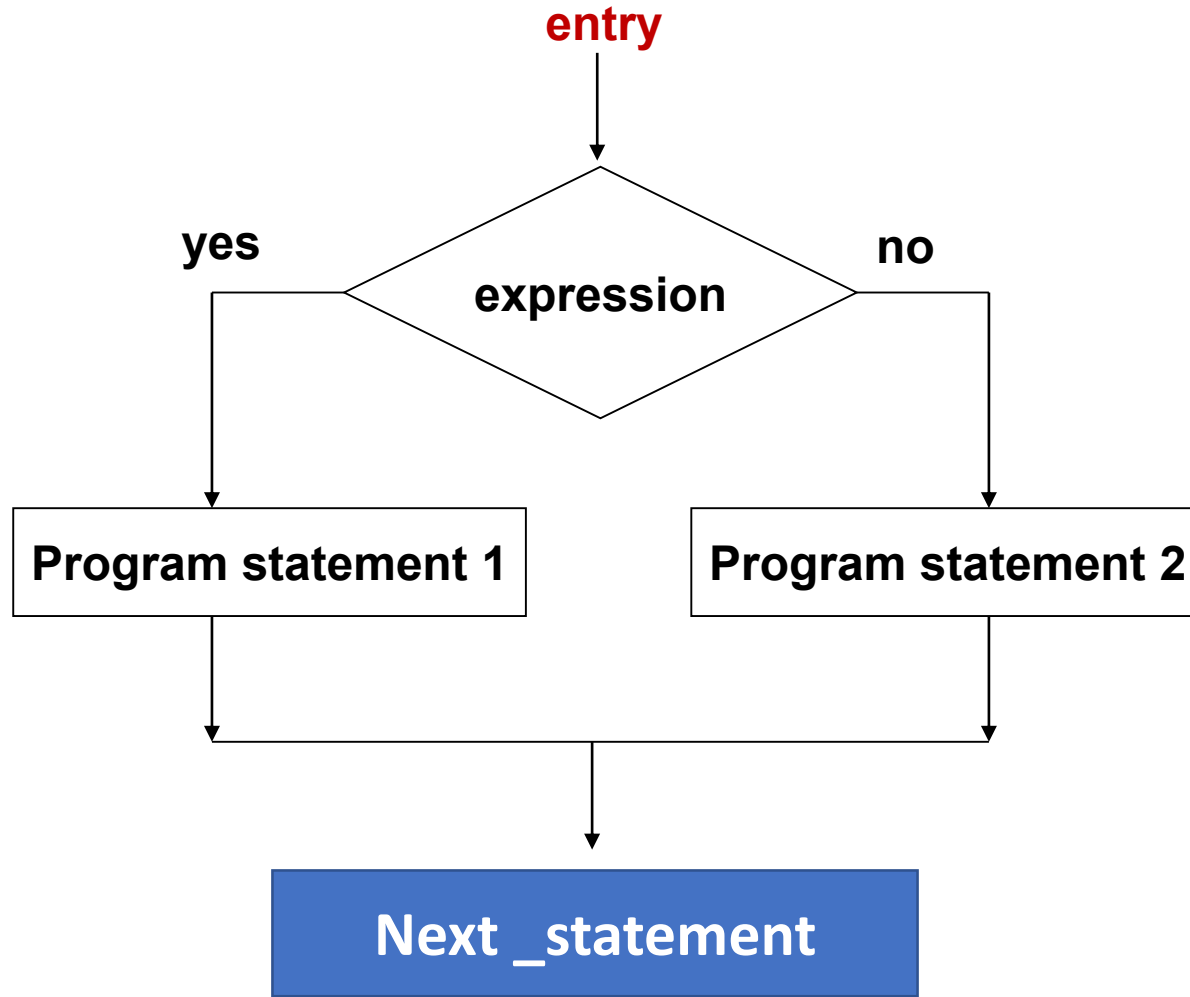 entry
yes
no
expression
Program statement 1
Program statement 2
Next _statement